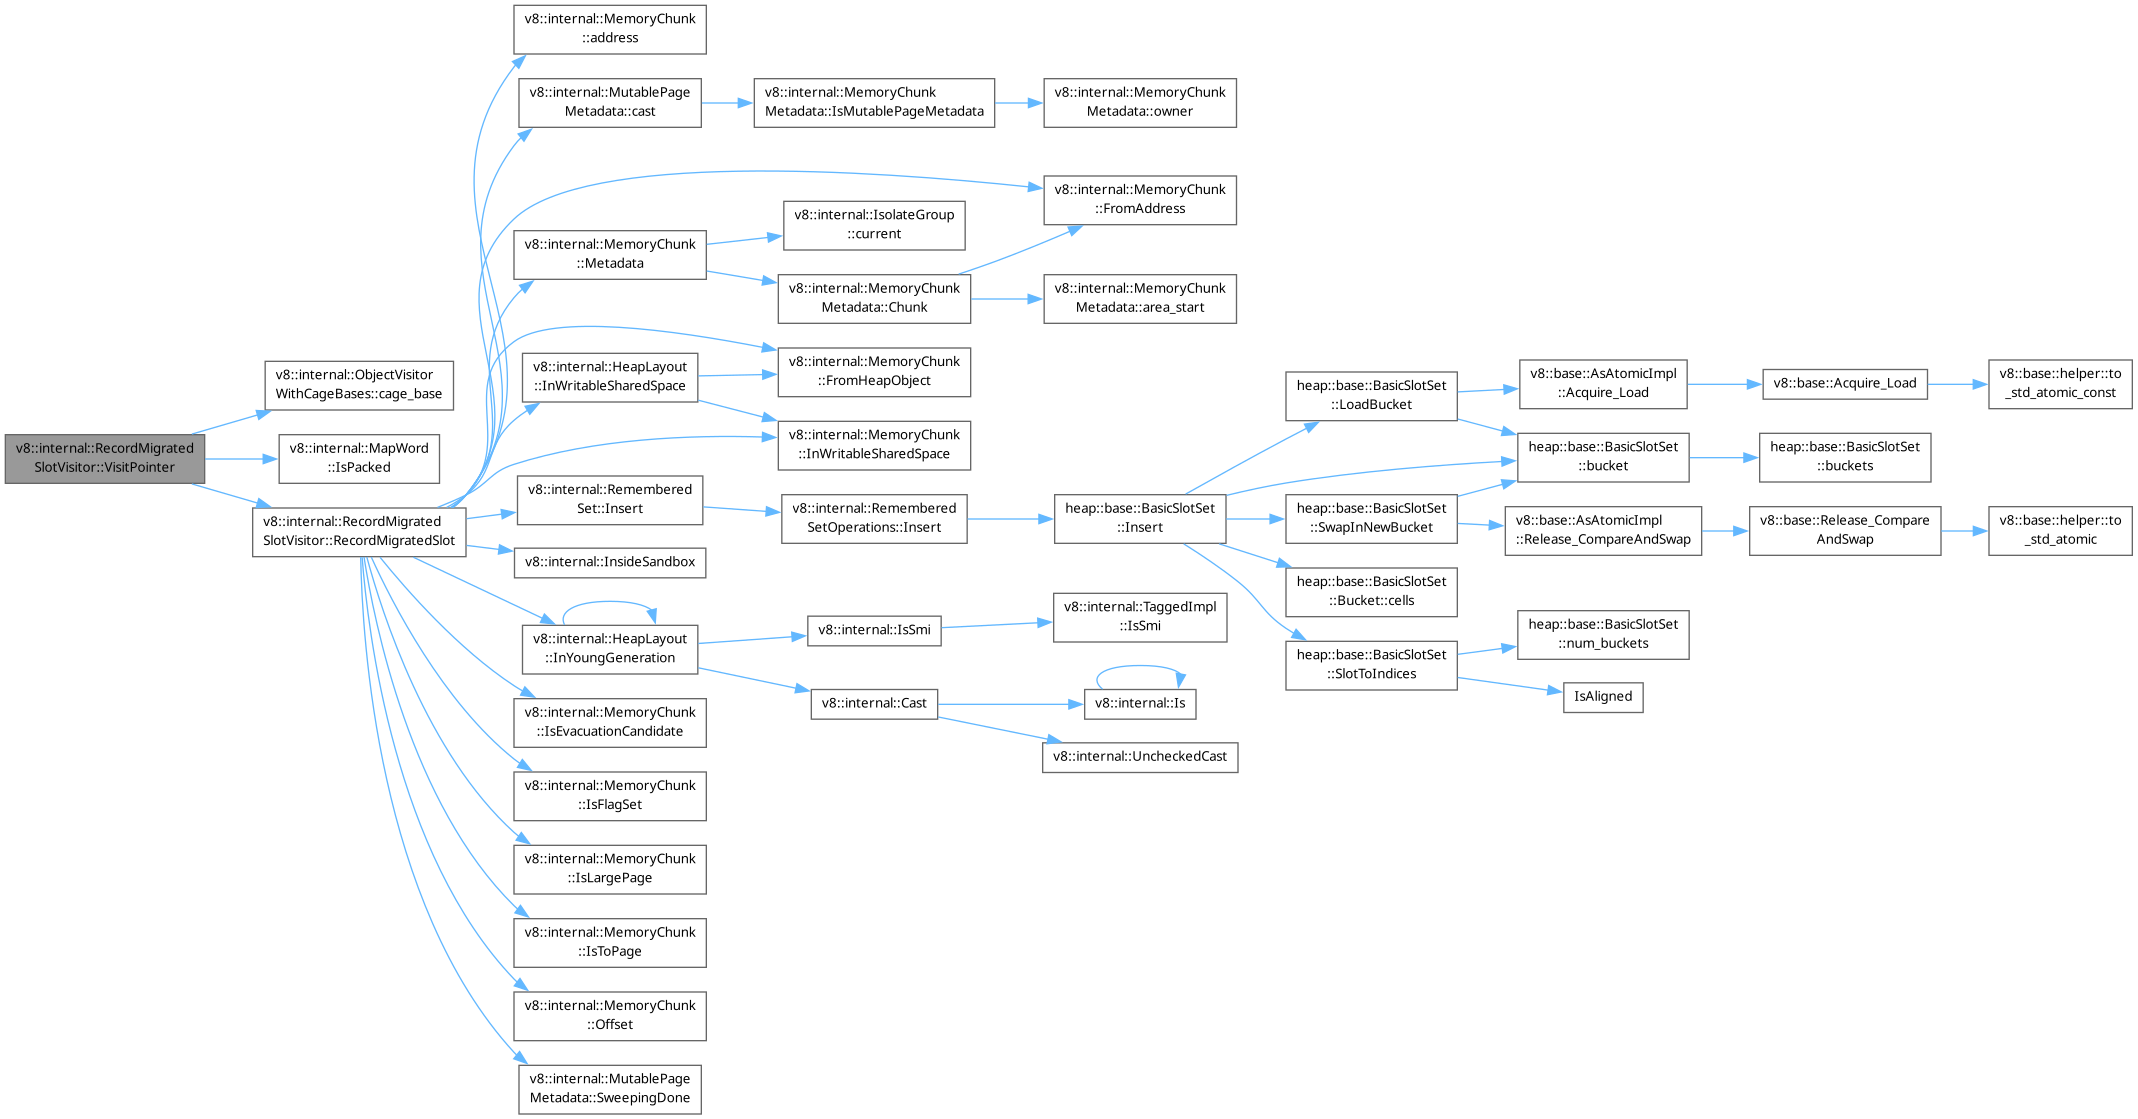 v8::internal::RecordMigrated
SlotVisitor::VisitPointer
v8::internal::ObjectVisitor
WithCageBases::cage_base
v8::internal::MapWord
::IsPacked
v8::internal::RecordMigrated
SlotVisitor::RecordMigratedSlot
v8::internal::MemoryChunk
::address
v8::internal::MutablePage
Metadata::cast
v8::internal::MemoryChunk
::Metadata
v8::internal::HeapLayout
::InWritableSharedSpace
v8::internal::Remembered
Set::Insert
v8::internal::InsideSandbox
v8::internal::HeapLayout
::InYoungGeneration
v8::internal::MemoryChunk
::IsEvacuationCandidate
v8::internal::MemoryChunk
::IsFlagSet
v8::internal::MemoryChunk
::IsLargePage
v8::internal::MemoryChunk
::IsToPage
v8::internal::MemoryChunk
::Offset
v8::internal::MutablePage
Metadata::SweepingDone
v8::internal::MemoryChunk
Metadata::IsMutablePageMetadata
v8::internal::IsolateGroup
::current
v8::internal::MemoryChunk
Metadata::Chunk
v8::internal::MemoryChunk
::FromHeapObject
v8::internal::MemoryChunk
::InWritableSharedSpace
v8::internal::Remembered
SetOperations::Insert
v8::internal::IsSmi
v8::internal::Cast
v8::internal::MemoryChunk
Metadata::owner
v8::internal::MemoryChunk
::FromAddress
v8::internal::MemoryChunk
Metadata::area_start
heap::base::BasicSlotSet
::Insert
v8::internal::TaggedImpl
::IsSmi
v8::internal::Is
v8::internal::UncheckedCast
heap::base::BasicSlotSet
::LoadBucket
heap::base::BasicSlotSet
::SwapInNewBucket
heap::base::BasicSlotSet
::Bucket::cells
heap::base::BasicSlotSet
::SlotToIndices
v8::base::AsAtomicImpl
::Acquire_Load
heap::base::BasicSlotSet
::bucket
v8::base::AsAtomicImpl
::Release_CompareAndSwap
heap::base::BasicSlotSet
::num_buckets
IsAligned
v8::base::Acquire_Load
heap::base::BasicSlotSet
::buckets
v8::base::Release_Compare
AndSwap
v8::base::helper::to
_std_atomic_const
v8::base::helper::to
_std_atomic